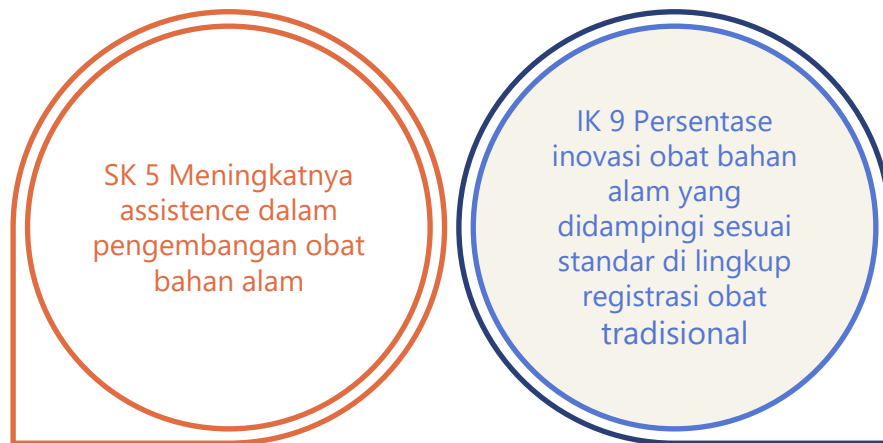 SK 5 Meningkatnya
assistence dalam
pengembangan obat
bahan alam
IK 9 Persentase
inovasi obat bahan
alam yang
didampingi sesuai
standar di lingkup
registrasi obat
tradisional